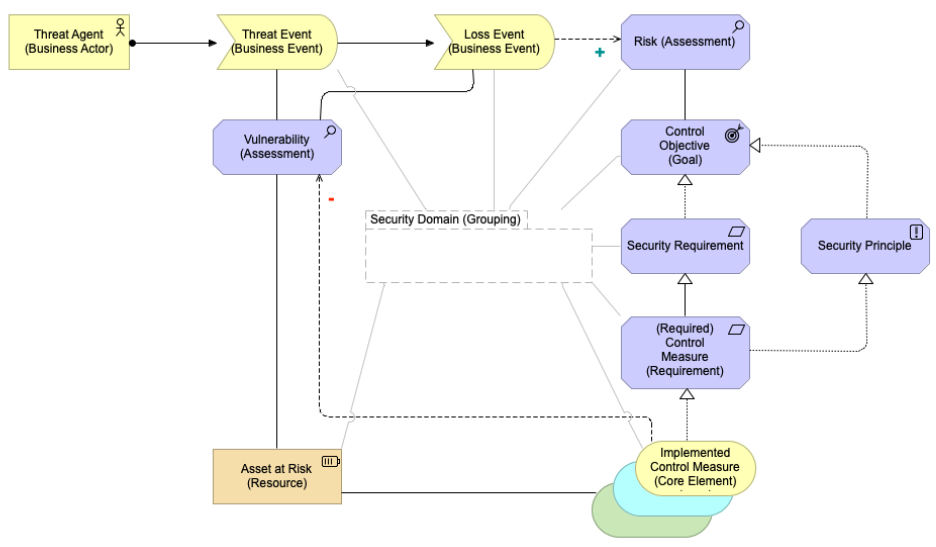 Threat Agent
(Business Actor)
Threat Event
(Business Event)
Loss Event
(Business Event)
+
Risk (Assessment)
Vulnerability
(Assessment)
-
Control
Objective
(Goal)
Security Domain (Grouping)
Security Requirement
Security Principle
(Required)
Control
Measure
(Requirement)
Asset at Risk
(Resource)
Implemented
Control Measure
(Core Element)